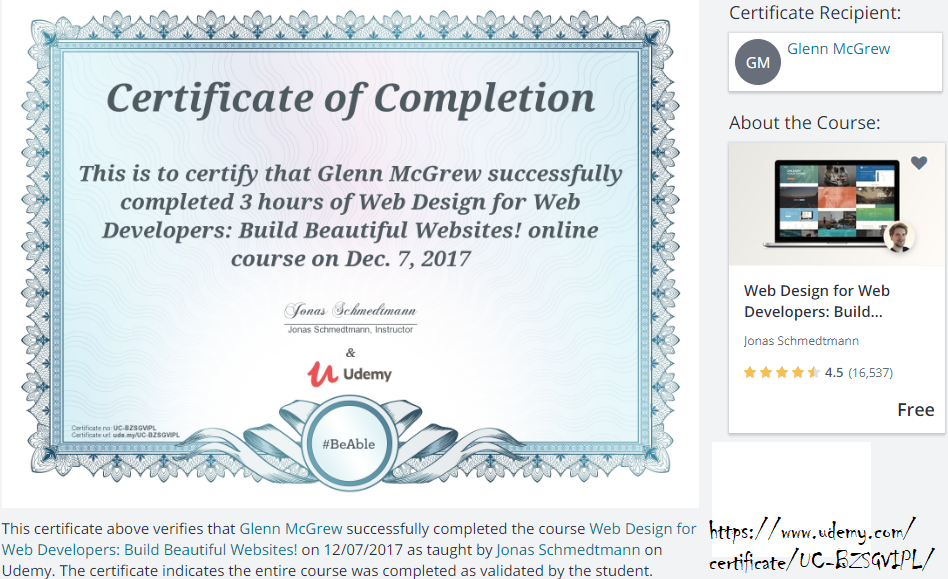 Certificate of Completion
This is to certify that Glenn McGrew successfully
completed 3 hours of Web Design for Web
Developers: Build Beautiful Websites! online
course on Dec. 7, 2017
Jonas Schmedtmann
Jonas Schmedtmann, Instructor
&
Udemy
Certificate no: UC-BZSGVIPL
Certificate url: ude.my/UC-BZSGVIPL
#BeAble
This certificate above verifies that Glenn McGrew successfully completed the course Web Design for
Web Developers: Build Beautiful Websites! on 12/07/2017 as taught by Jonas Schmedtmann on
Udemy. The certificate indicates the entire course was completed as validated by the student.
Certificate Recipient:
GM
Glenn McGrew
About the Course:
Web Design for Web
Developers: Build...
Jonas Schmedtmann
4.5 (16,537)
Free
https://www.udemy.com/
certificate/UC-BZSGVIPL/